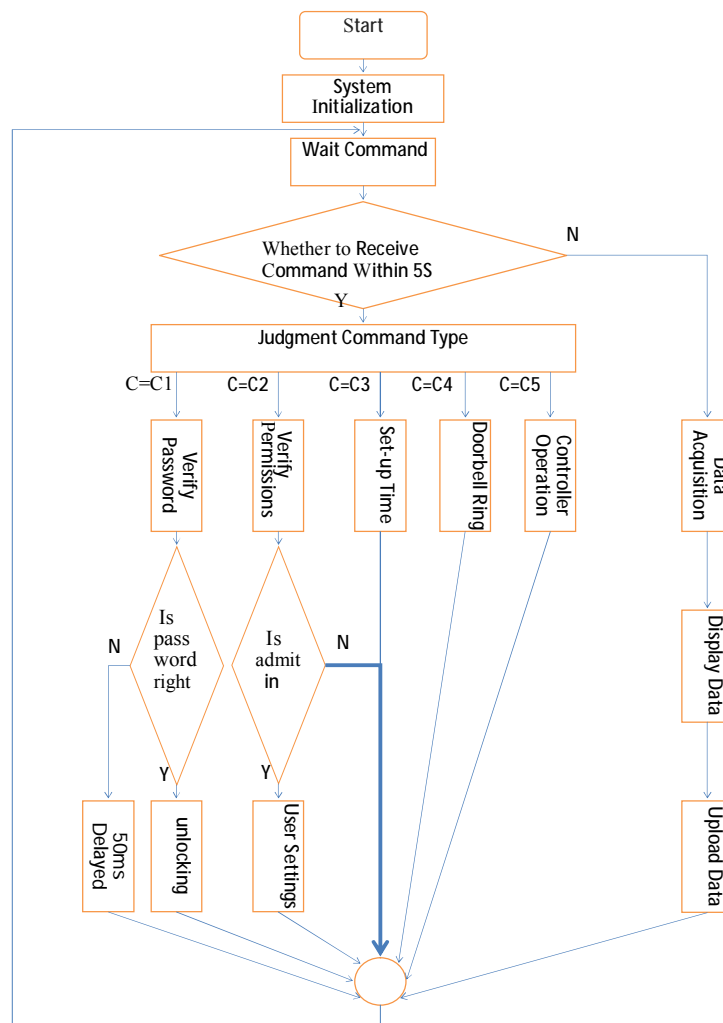 Start
System
Initialization
Wait Command
Whether to Receive
Command Within 5S
N
Y
Judgment Command Type
C=C1
C=C2
C=C3
C=C4
C=C5
Verify
Password
Verify
Permissions
Set-up Time
Doorbell Ring
Controller
Operation
Data
Acquisition
Is
pass
word
right
N
Y
Is
admit
in
N
Y
Display Data
50ms
Delayed
unlocking
User Settings
Upload Data